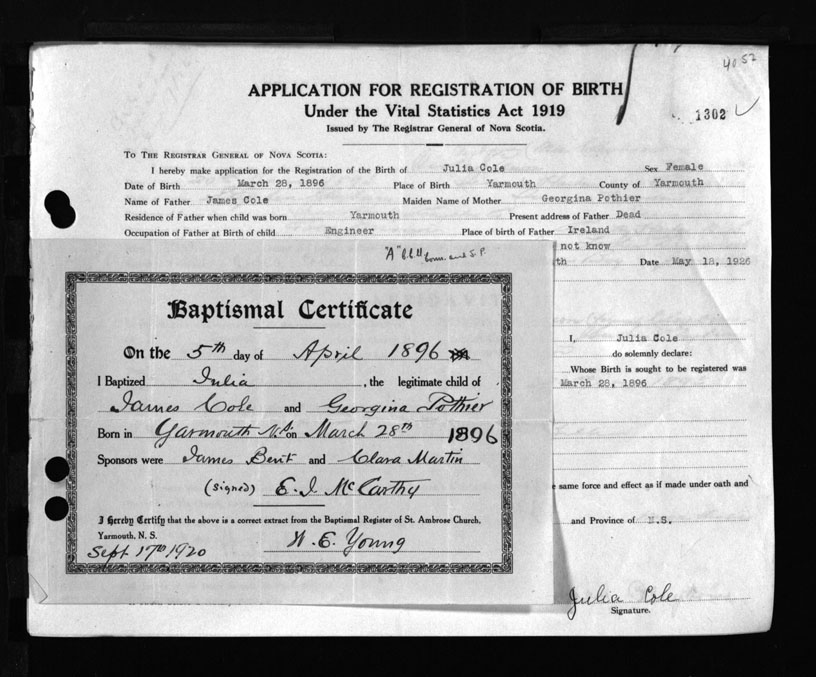 4057
APPLICATION FOR REGISTRATION OF BIRTH
Under the Vital Statistics Act 1919
1302
Issued by The Registrar General of Nova Scotia.
TO THE REGISTRAR GENERAL OF NOVA SCOTIA:
I hereby make application for the Registration of the Birth of Julia Cole Sex Female
Date of Birth March 28, 1896 Place of Birth Yarmouth County of Yarmouth
Name of Father James Cole Maiden Name of Mother Georgina Pothier
Residence of Father when child was born Yarmouth Present address of Father Dead
Occupation of Father at Birth of child Engineer Place of birth of Father Ireland
not know
th Date May 18, 1926
I, Julia Cole
do solemnly declare:
Whose Birth is sought to be registered was
March 28, 1896
e same force and effect as if made under oath and
and Province of N.S.
Julia Cole
Signature.
"A"
Baptismal Certificate
On the 5th day of April 1896
I Baptized Julia, the legitimate child of
James Cole and Georgina Pothier
Born in Yarmouth N.S. on March 28th 1896
Sponsors were James Bent and Clara Martin
(signed) E. J. McCarthy
I Hereby Certify that the above is a correct extract from the Baptismal Register of St. Ambrose Church,
Yarmouth, N. S.
Sept 17th 1920 W. E. Young